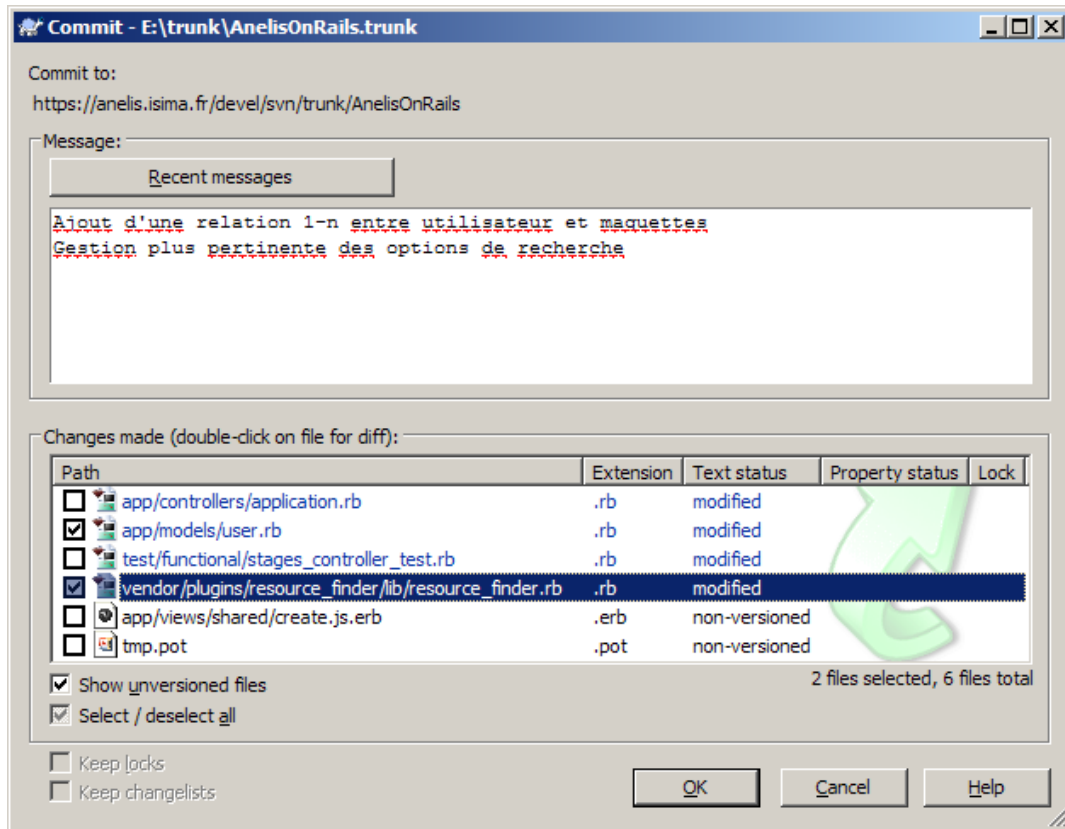 Commit - E:\trunk\AnelisOnRails.trunk
Commit to:
https://anelis.isima.fr/devel/svn/trunk/AnelisOnRails
Message:
Recent messages
Ajout d'une relation 1-n entre utilisateur et maquettes
Gestion plus pertinente des options de recherche
Changes made (double-click on file for diff):
Path Extension Text status Property status Lock
app/controllers/application.rb .rb modified
app/models/user.rb .rb modified
test/functional/stages_controller_test.rb .rb modified
vendor/plugins/resource_finder/lib/resource_finder.rb .rb modified
app/views/shared/create.js.erb .erb non-versioned
tmp.pot .pot non-versioned
Show unversioned files
2 files selected, 6 files total
Select / deselect all
Keep locks
Keep changelists
OK Cancel Help